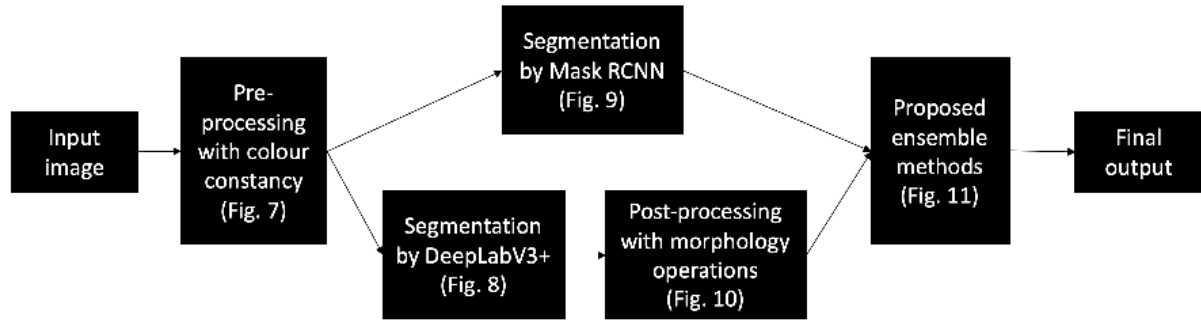 Input
image
Pre-
processing
with colour
constancy
(Fig. 7)
Segmentation
by Mask RCNN
(Fig. 9)
Segmentation
by DeepLabV3+
(Fig. 8)
Post-processing
with morphology
operations
(Fig. 10)
Proposed
ensemble
methods
(Fig. 11)
Final
output